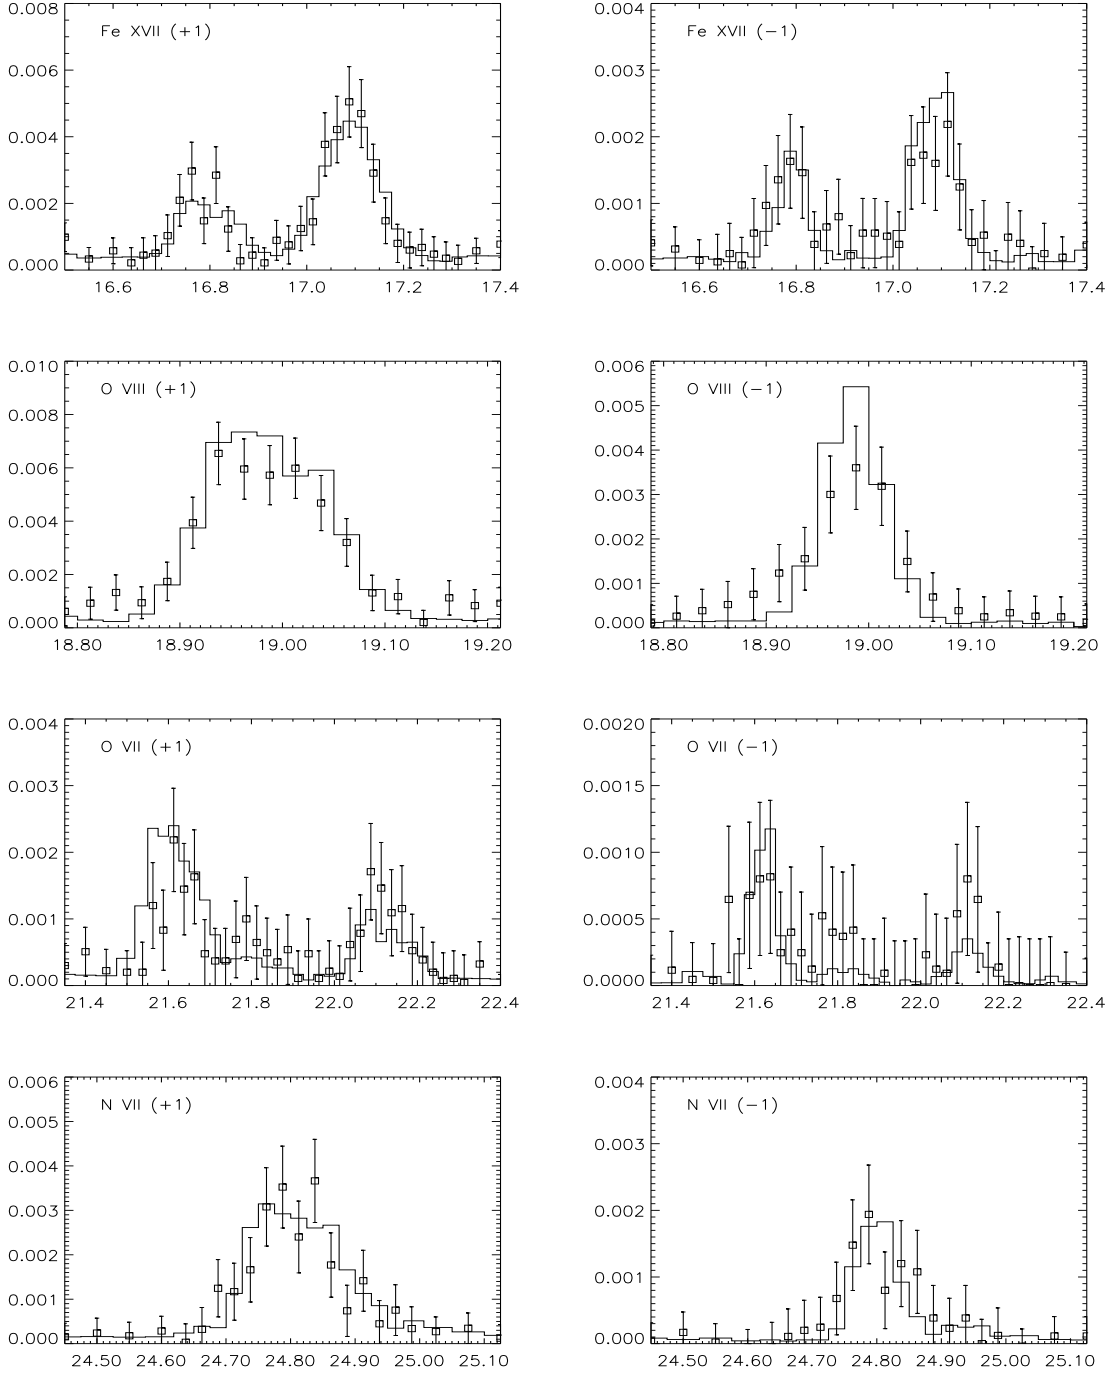 Fe XVII (+1)
0.008
0.006
0.004
0.002
0.000
16.6 16.8 17.0 17.2 17.4
Fe XVII (−1)
0.004
0.003
0.002
0.001
0.000
16.6 16.8 17.0 17.2 17.4
O VIII (+1)
0.010
0.008
0.006
0.004
0.002
0.000
18.80 18.90 19.00 19.10 19.20
O VIII (−1)
0.006
0.005
0.004
0.003
0.002
0.001
0.000
18.80 18.90 19.00 19.10 19.20
O VII (+1)
0.004
0.003
0.002
0.001
0.000
21.4 21.6 21.8 22.0 22.2 22.4
O VII (−1)
0.0020
0.0015
0.0010
0.0005
0.0000
21.4 21.6 21.8 22.0 22.2 22.4
N VII (+1)
0.006
0.005
0.004
0.003
0.002
0.001
0.000
24.50 24.60 24.70 24.80 24.90 25.00 25.10
N VII (−1)
0.004
0.003
0.002
0.001
0.000
24.50 24.60 24.70 24.80 24.90 25.00 25.10